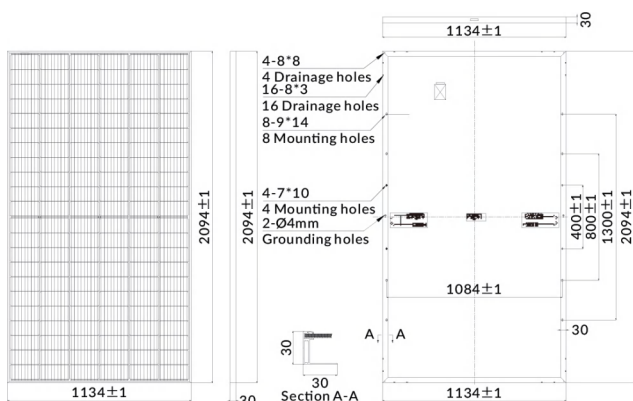 1134±1
30
4-8*8
4 Drainage holes
16-8*3
16 Drainage holes
8-9*14
8 Mounting holes
4-7*10
4 Mounting holes
2-Ø4mm
Grounding holes
2094±1
2094±1
400±1
800±1
1300±1
2094±1
1084±1
A
A
30
30
30
Section A-A
1134±1
30
1134±1